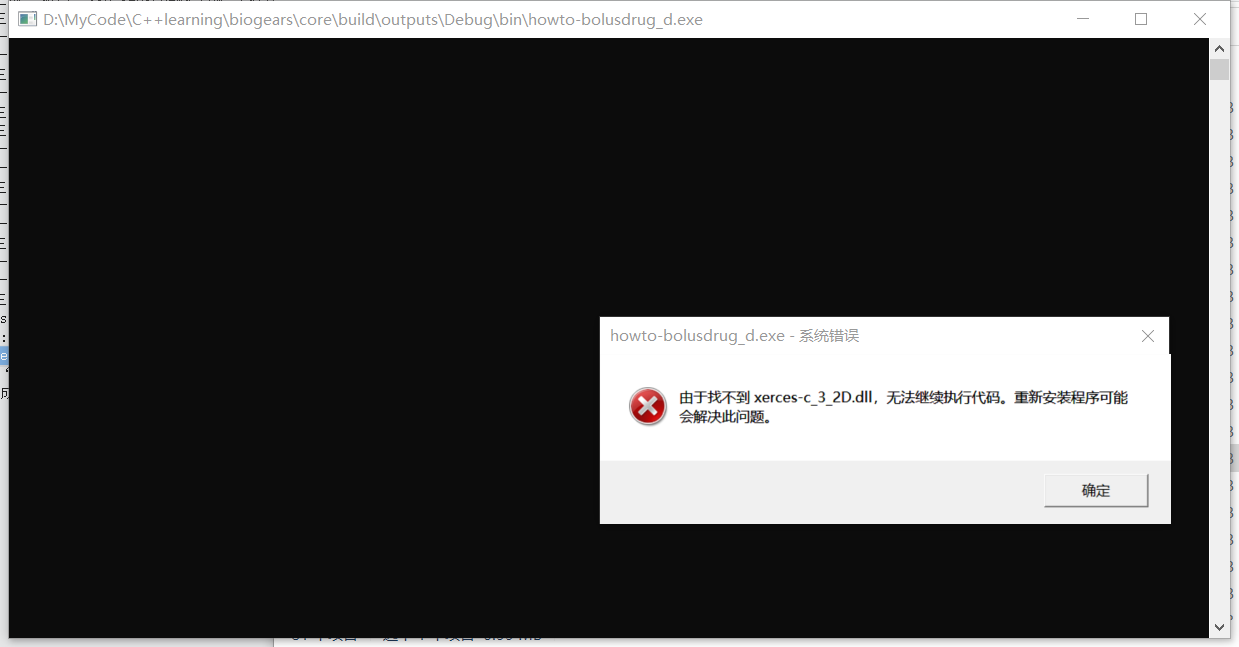 D:\MyCode\C++learning\biogears\core\build\outputs\Debug\bin\howto-bolusdrug_d.exe
howto-bolusdrug_d.exe - 系统错误
由于找不到 xerces-c_3_2D.dll，无法继续执行代码。重新安装程序可能
会解决此问题。
确定